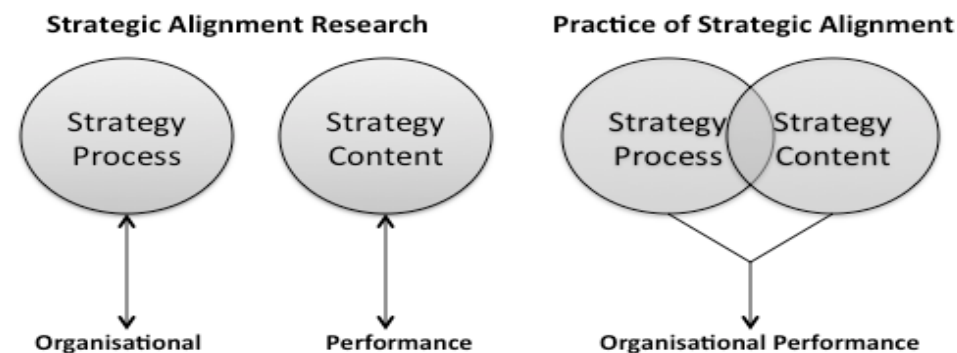 Strategic Alignment Research
Practice of Strategic Alignment
Strategy
Process
Strategy
Content
Strategy
Process
Strategy
Content
Organisational
Performance
Organisational Performance